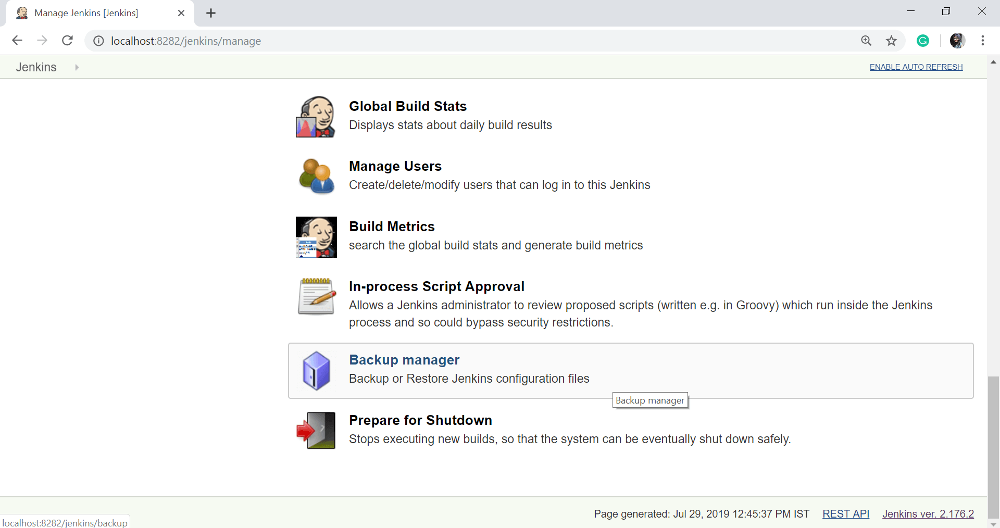 Manage Jenkins [Jenkins]
localhost:8282/jenkins/manage
Jenkins
ENABLE AUTO REFRESH
Global Build Stats
Displays stats about daily build results
Manage Users
Create/delete/modify users that can log in to this Jenkins
Build Metrics
search the global build stats and generate build metrics
In-process Script Approval
Allows a Jenkins administrator to review proposed scripts (written e.g. in Groovy) which run inside the Jenkins
process and so could bypass security restrictions.
Backup manager
Backup or Restore Jenkins configuration files
Backup manager
Prepare for Shutdown
Stops executing new builds, so that the system can be eventually shut down safely.
Page generated: Jul 29, 2019 12:45:37 PM IST REST API Jenkins ver. 2.176.2
localhost:8282/jenkins/backup